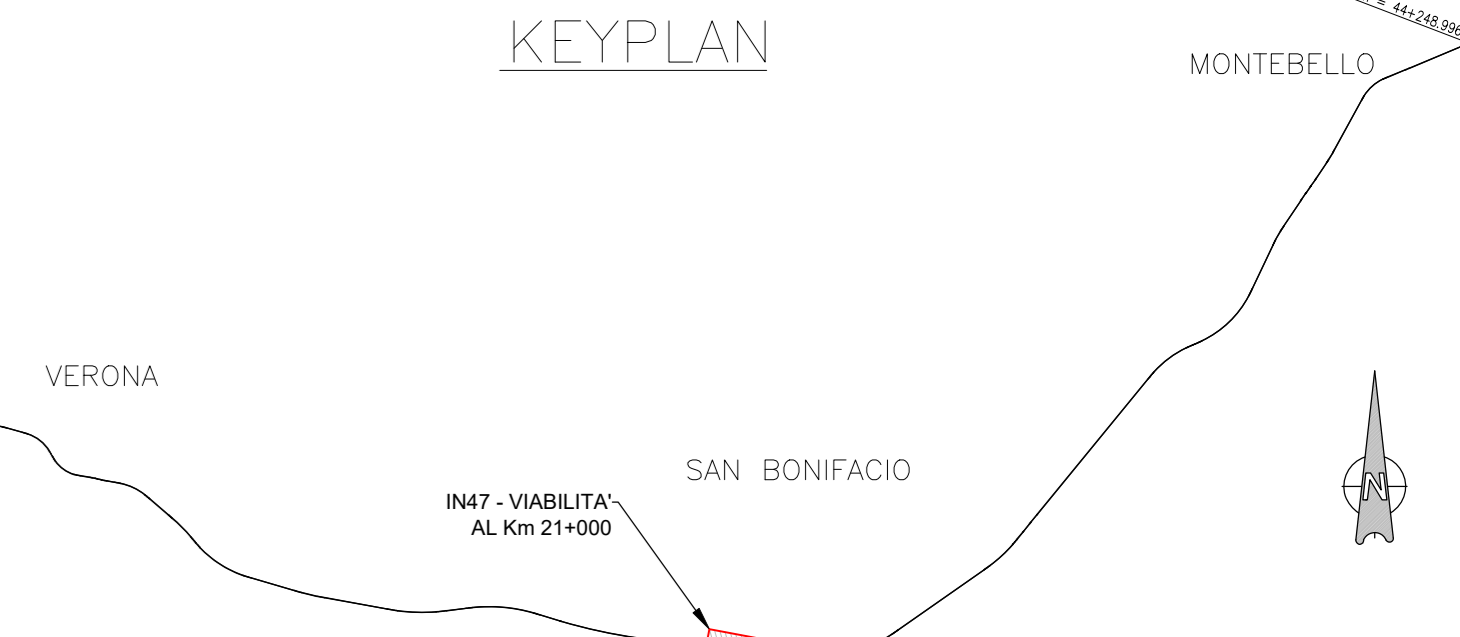 KEYPLAN
= 44+248.996
MONTEBELLO
VERONA
SAN BONIFACIO
IN47 - VIABILITA'
AL Km 21+000
N